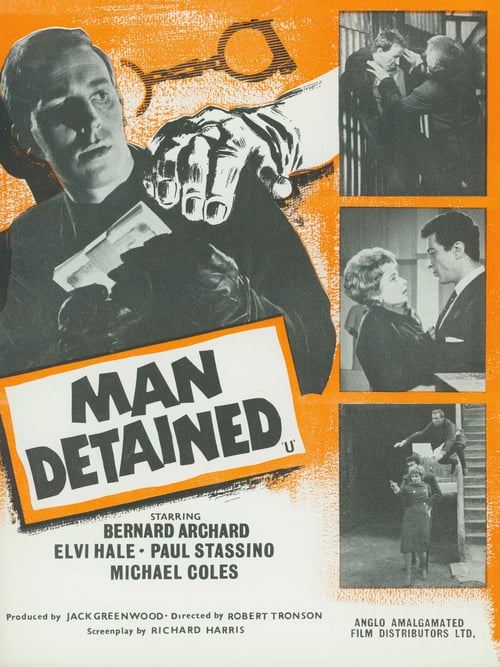 MAN
DETAINED
'U'
STARRING
BERNARD ARCHARD
ELVI HALE • PAUL STASSINO
MICHAEL COLES
Produced by JACK GREENWOOD • Directed by ROBERT TRONSON
Screenplay by RICHARD HARRIS
ANGLO AMALGAMATED
FILM DISTRIBUTORS LTD.